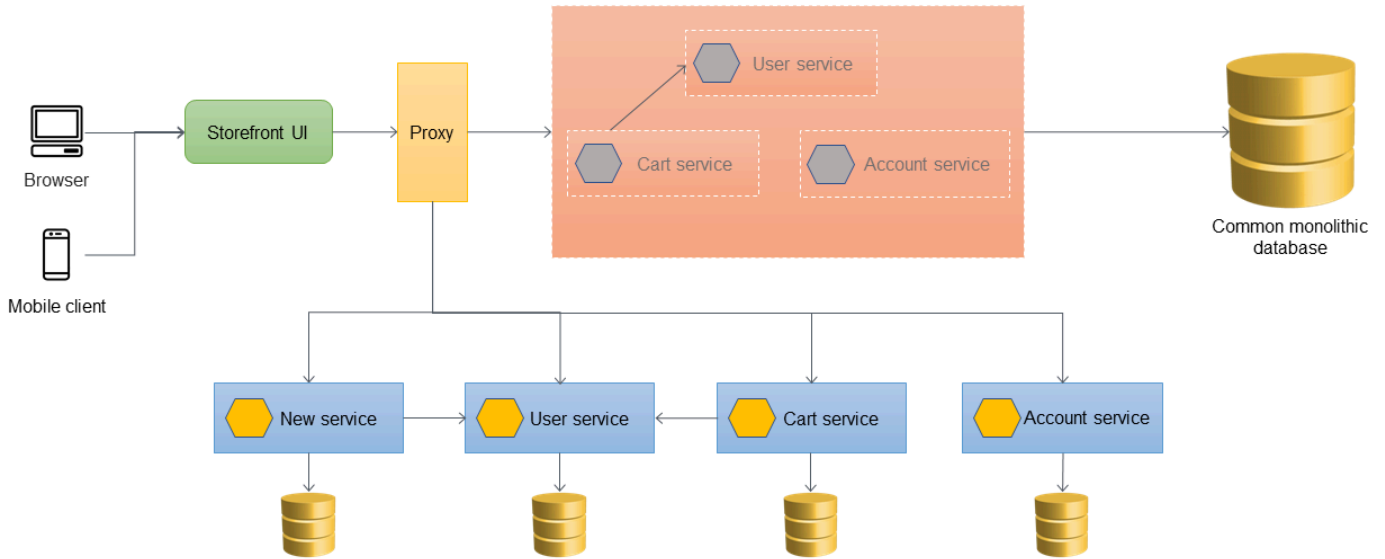 User service
Storefront UI
Proxy
Cart service
Account service
Browser
Common monolithic
database
Mobile client
New service
User service
Cart service
Account service